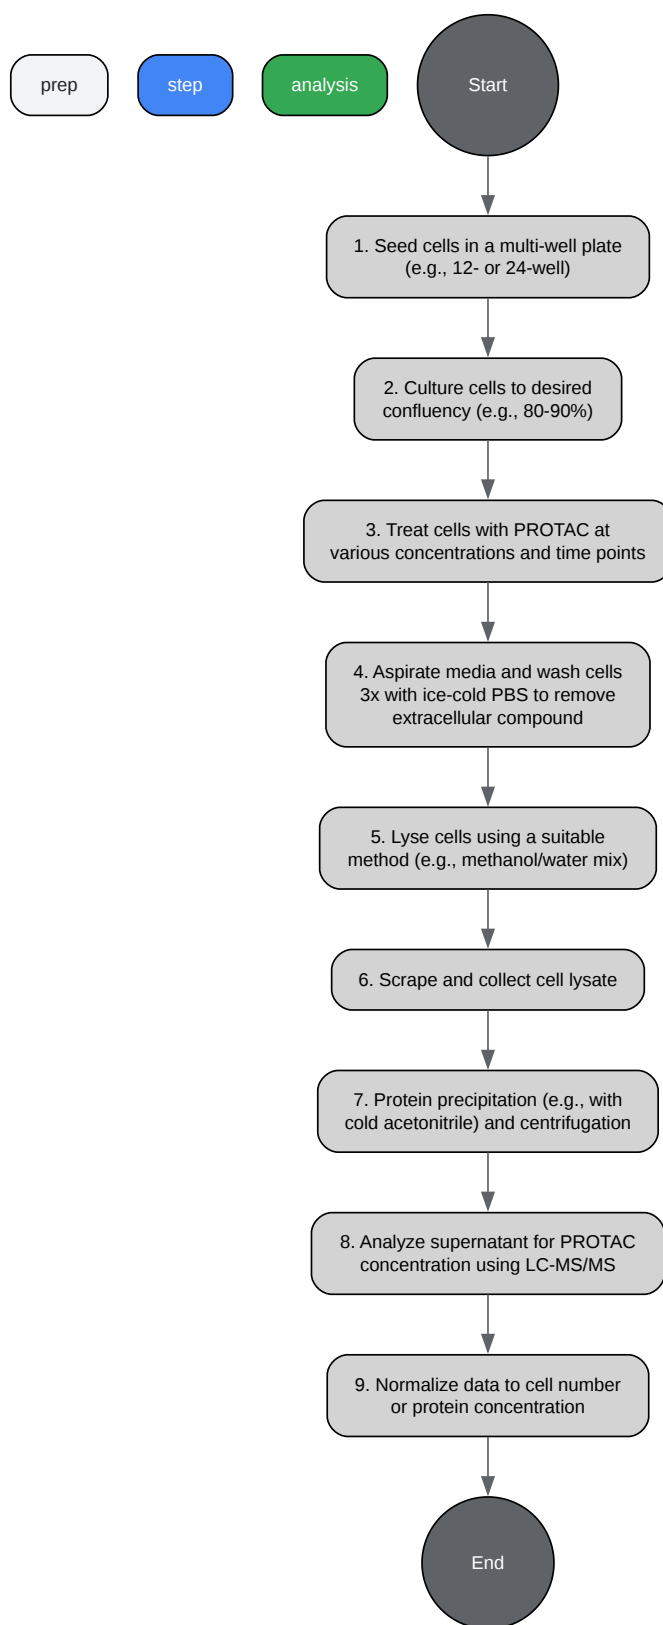 prep
step
analysis
Start
1. Seed cells in a multi-well plate
(e.g., 12- or 24-well)
2. Culture cells to desired
confluency (e.g., 80-90%)
3. Treat cells with PROTAC at
various concentrations and time points
4. Aspirate media and wash cells
3x with ice-cold PBS to remove
extracellular compound
5. Lyse cells using a suitable
method (e.g., methanol/water mix)
6. Scrape and collect cell lysate
7. Protein precipitation (e.g., with
cold acetonitrile) and centrifugation
8. Analyze supernatant for PROTAC
concentration using LC-MS/MS
9. Normalize data to cell number
or protein concentration
End